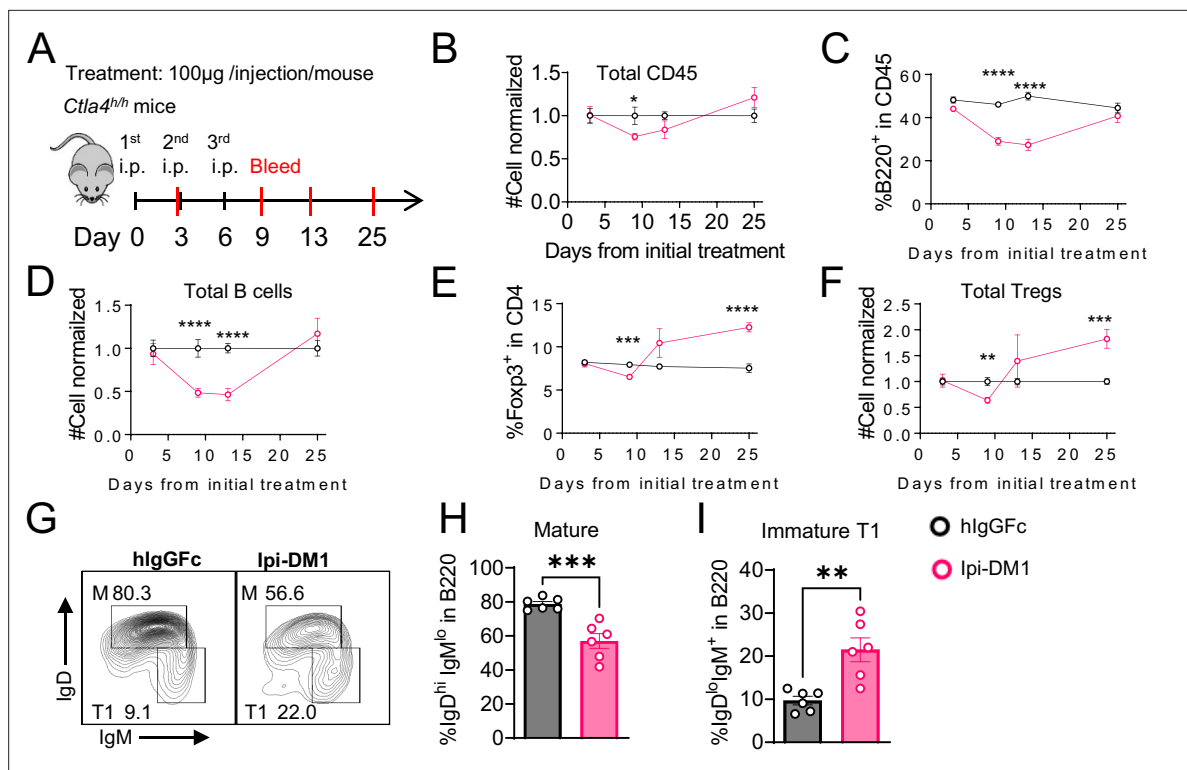 A
Treatment: 100µg /injection/mouse
Ctla4h/h mice
1st 2nd 3rd
i.p. i.p. i.p. Bleed
Day 0 3 6 9 13 25
B
Total CD45
*
#Cell normailzed
1.5
1.0
0.5
0.0
0 5 10 15 20 25
Days from initial treatment
C
**** ****
%B220+ in CD45
60
40
20
0
0 5 10 15 20 25
Days from initial treatment
D
Total B cells
**** ****
#Cell normailzed
1.5
1.0
0.5
0.0
0 5 10 15 20 25
Days from initial treatment
E
*** ****
%Foxp3+ in CD4
15
10
5
0
0 5 10 15 20 25
Days from initial treatment
F
Total Tregs
** ***
#Cell normailzed
2.5
2.0
1.5
1.0
0.5
0.0
0 5 10 15 20 25
Days from initial treatment
G
hIgGFc Ipi-DM1
M 80.3 M 56.6
T1 9.1 T1 22.0
IgD
IgM
H
Mature
***
%IgDhi IgMlo in B220
100
80
60
40
20
0
I
Immature T1
**
%IgDloIgM+ in B220
40
30
20
10
0
hIgGFc
Ipi-DM1